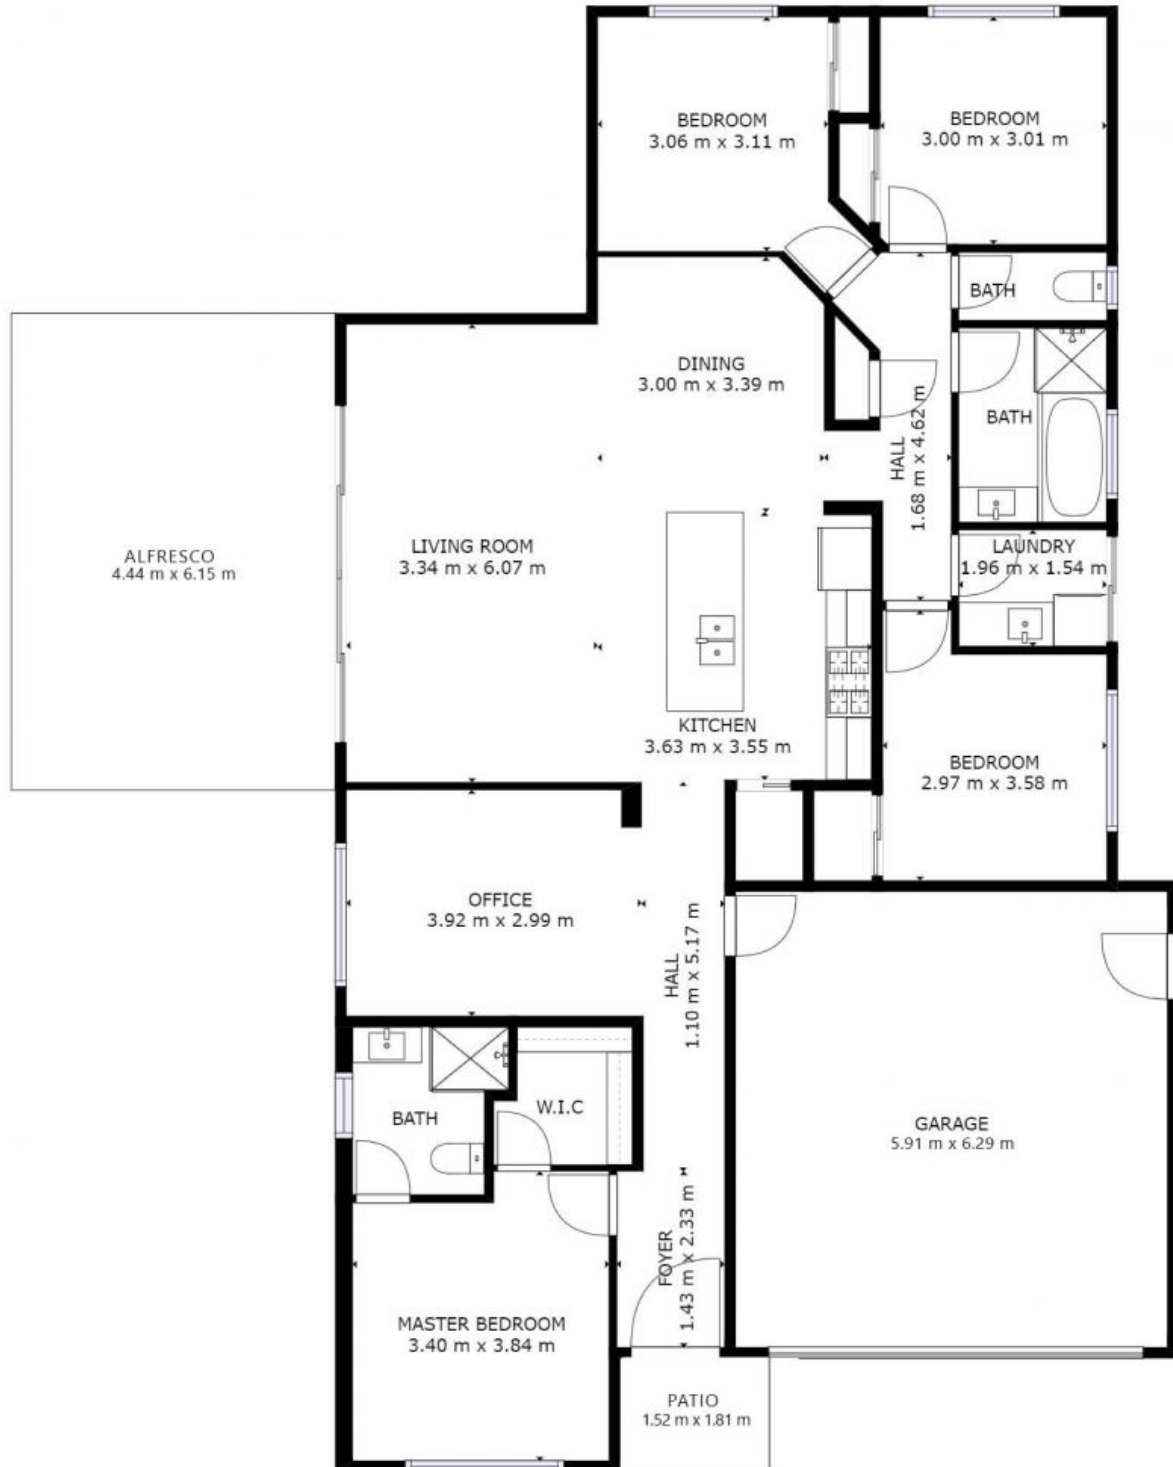 BEDROOM
3.06 m x 3.11 m
BEDROOM
3.00 m x 3.01 m
BATH
DINING
3.00 m x 3.39 m
BATH
HALL
1.68 m x 4.62 m
ALFRESCO
4.44 m x 6.15 m
LIVING ROOM
3.34 m x 6.07 m
LAUNDRY
1.96 m x 1.54 m
KITCHEN
3.63 m x 3.55 m
BEDROOM
2.97 m x 3.58 m
OFFICE
3.92 m x 2.99 m
HALL
1.10 m x 5.17 m
W.I.C
BATH
GARAGE
5.91 m x 6.29 m
FOYER
1.43 m x 2.33 m
MASTER BEDROOM
3.40 m x 3.84 m
PATIO
1.52 m x 1.81 m